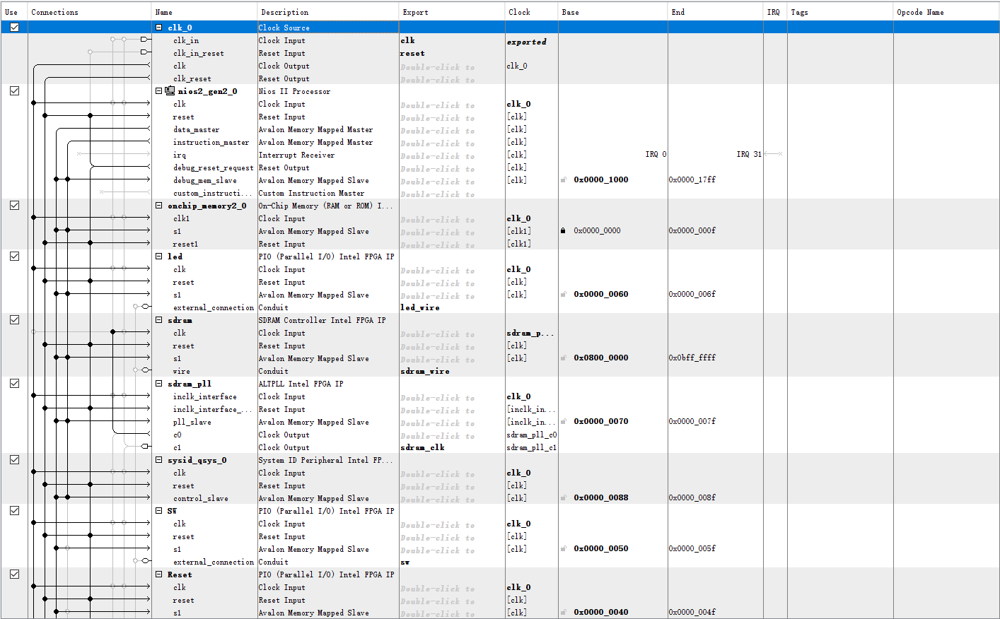 Use Connections Name Description Export Clock Base End IRQ Tags Opcode Name
clk_0 Clock Source
clk_in Clock Input clk exported
clk_in_reset Reset Input reset
clk Clock Output Double-click to clk_0
clk_reset Reset Output Double-click to
nios2_gen2_0 Nios II Processor
clk Clock Input Double-click to clk_0
reset Reset Input Double-click to [clk]
data_master Avalon Memory Mapped Master Double-click to [clk]
instruction_master Avalon Memory Mapped Master Double-click to [clk]
irq Interrupt Receiver Double-click to [clk] IRQ 0 IRQ 31
debug_reset_request Reset Output Double-click to [clk]
debug_mem_slave Avalon Memory Mapped Slave Double-click to [clk] 0x0000_1000 0x0000_17ff
custom_instructi... Custom Instruction Master Double-click to
onchip_memory2_0 On-Chip Memory (RAM or ROM) I...
clk1 Clock Input Double-click to clk_0
s1 Avalon Memory Mapped Slave Double-click to [clk1] 0x0000_0000 0x0000_000f
reset1 Reset Input Double-click to [clk1]
led PIO (Parallel I/O) Intel FPGA IP
clk Clock Input Double-click to clk_0
reset Reset Input Double-click to [clk]
s1 Avalon Memory Mapped Slave Double-click to [clk] 0x0000_0060 0x0000_006f
external_connection Conduit led_wire
sdram SDRAM Controller Intel FPGA IP
clk Clock Input Double-click to sdram_p...
reset Reset Input Double-click to [clk]
s1 Avalon Memory Mapped Slave Double-click to [clk] 0x0800_0000 0x0bff_ffff
wire Conduit sdram_wire
sdram_pll ALTPLL Intel FPGA IP
inclk_interface Clock Input Double-click to clk_0
inclk_interface_... Reset Input Double-click to [inclk_in...
pll_slave Avalon Memory Mapped Slave Double-click to [inclk_in... 0x0000_0070 0x0000_007f
c0 Clock Output Double-click to sdram_pll_c0
c1 Clock Output sdram_clk sdram_pll_c1
sysid_qsys_0 System ID Peripheral Intel FP...
clk Clock Input Double-click to clk_0
reset Reset Input Double-click to [clk]
control_slave Avalon Memory Mapped Slave Double-click to [clk] 0x0000_0088 0x0000_008f
SW PIO (Parallel I/O) Intel FPGA IP
clk Clock Input Double-click to clk_0
reset Reset Input Double-click to [clk]
s1 Avalon Memory Mapped Slave Double-click to [clk] 0x0000_0050 0x0000_005f
external_connection Conduit sw
Reset PIO (Parallel I/O) Intel FPGA IP
clk Clock Input Double-click to clk_0
reset Reset Input Double-click to [clk]
s1 Avalon Memory Mapped Slave Double-click to [clk] 0x0000_0040 0x0000_004f